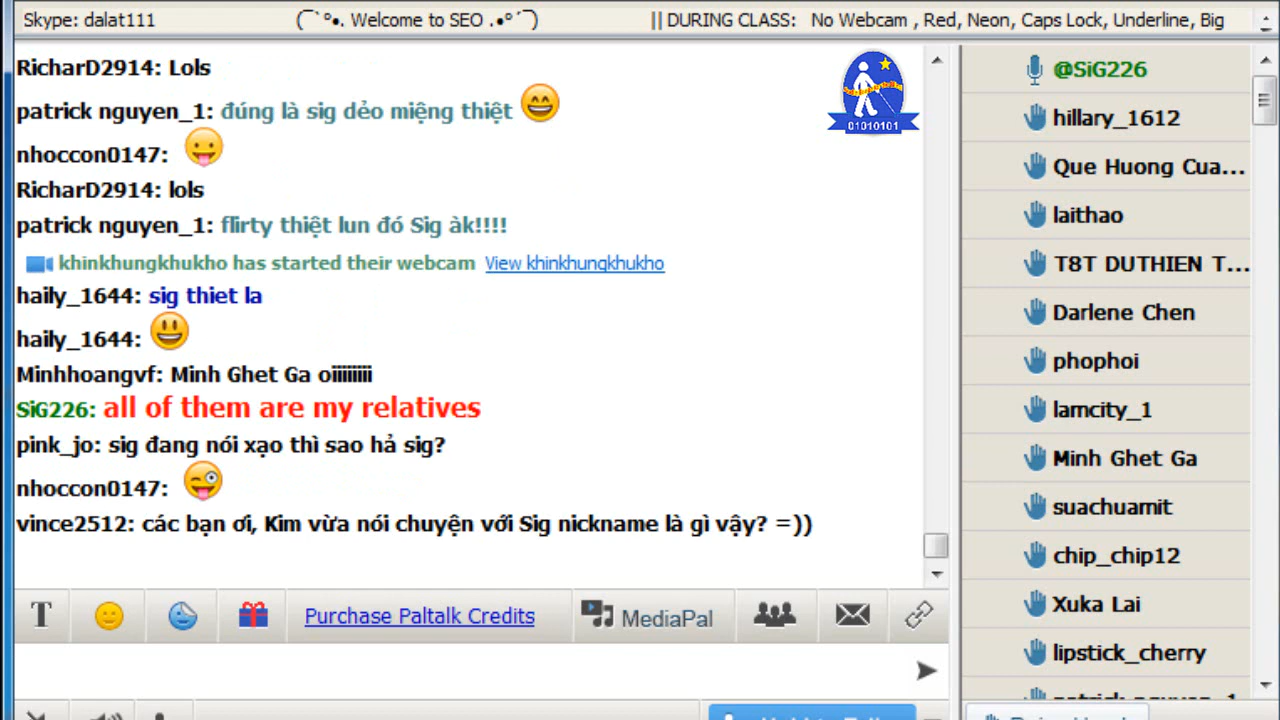 Skype: dalat111 (¯`°•. Welcome to SEO .•°´¯) || DURING CLASS: No Webcam , Red, Neon, Caps Lock, Underline, Big
RicharD2914: Lols
patrick nguyen_1: đúng là sig dẻo miệng thiệt
nhoccon0147:
RicharD2914: lols
patrick nguyen_1: flirty thiệt lun đó Sig àk!!!!
khinkhungkhukho has started their webcam View khinkhungkhukho
haily_1644: sig thiet la
haily_1644:
Minhhoangvf: Minh Ghet Ga oiiiiiiii
SiG226: all of them are my relatives
pink_jo: sig đang nói xạo thì sao hả sig?
nhoccon0147:
vince2512: các bạn ơi, Kim vừa nói chuyện với Sig nickname là gì vậy? =))
01010101
Purchase Paltalk Credits
MediaPal
@SiG226
hillary_1612
Que Huong Cua...
laithao
T8T DUTHIEN T...
Darlene Chen
phophoi
lamcity_1
Minh Ghet Ga
suachuamit
chip_chip12
Xuka Lai
lipstick_cherry
patrick nguyen_1